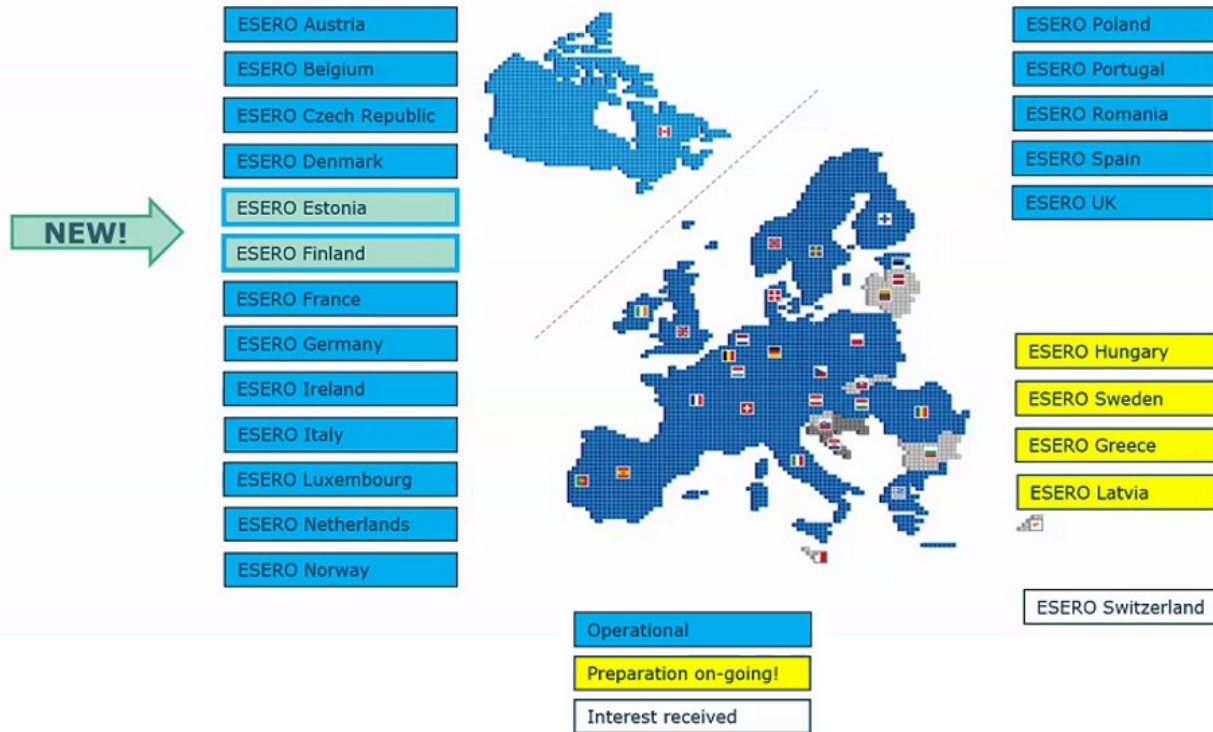 ESERO Austria
ESERO Belgium
ESERO Czech Republic
ESERO Denmark
ESERO Estonia
NEW!
ESERO Finland
ESERO France
ESERO Germany
ESERO Ireland
ESERO Italy
ESERO Luxembourg
ESERO Netherlands
ESERO Norway
ESERO Poland
ESERO Portugal
ESERO Romania
ESERO Spain
ESERO UK
ESERO Hungary
ESERO Sweden
ESERO Greece
ESERO Latvia
ESERO Switzerland
Operational
Preparation on-going!
Interest received